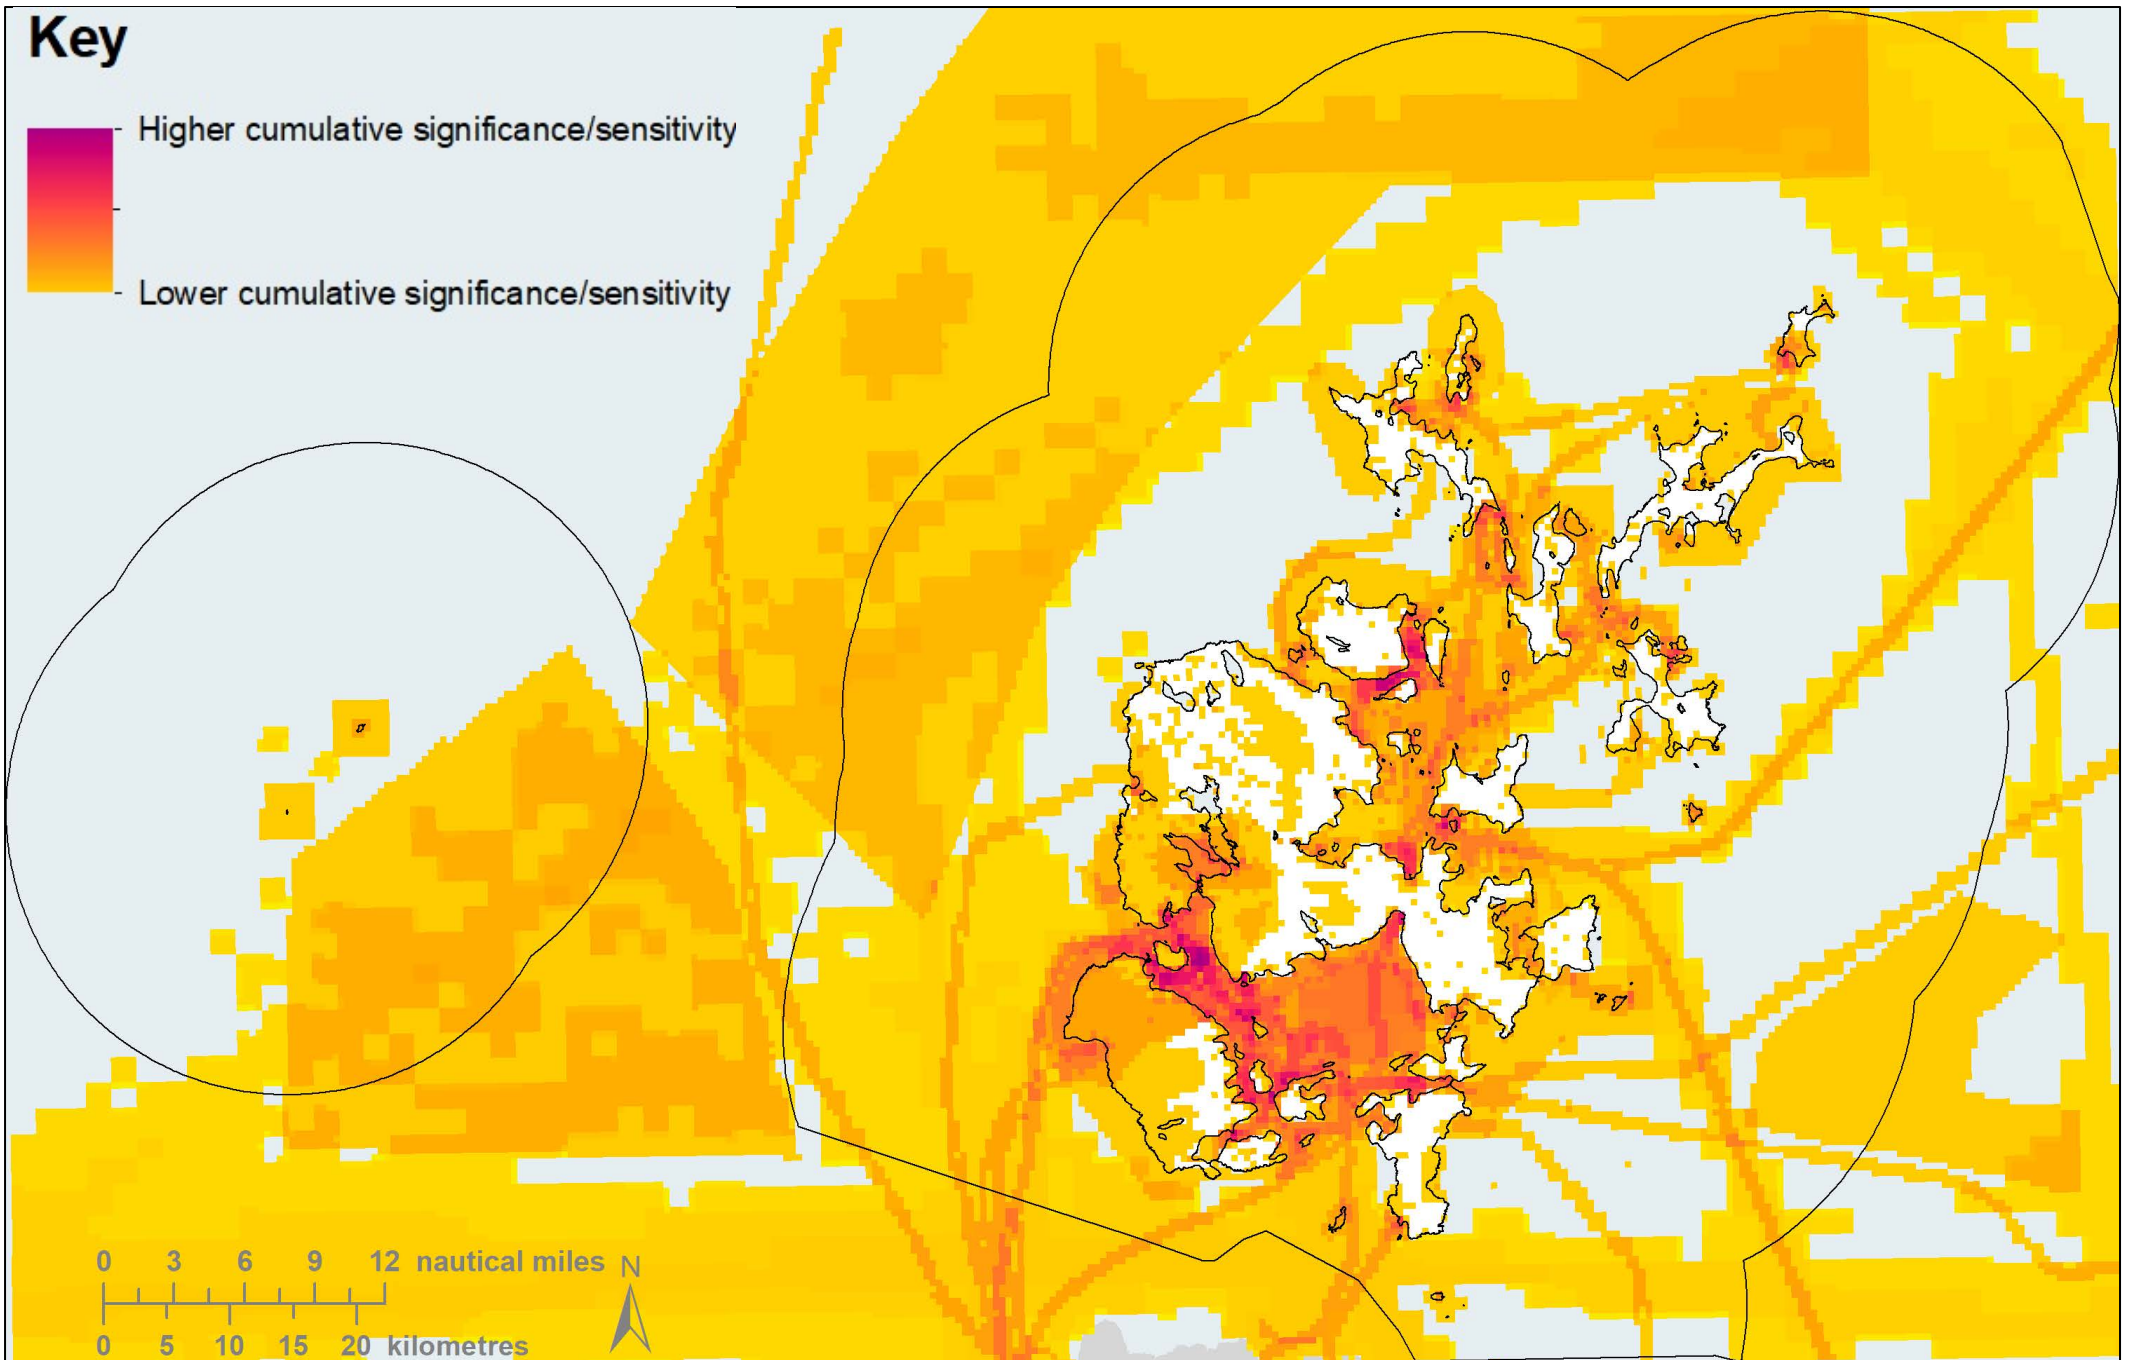 Key
Higher cumulative significance/sensitivity
Lower cumulative significance/sensitivity
0 3 6 9 12 nautical miles N
0 5 10 15 20 kilometres